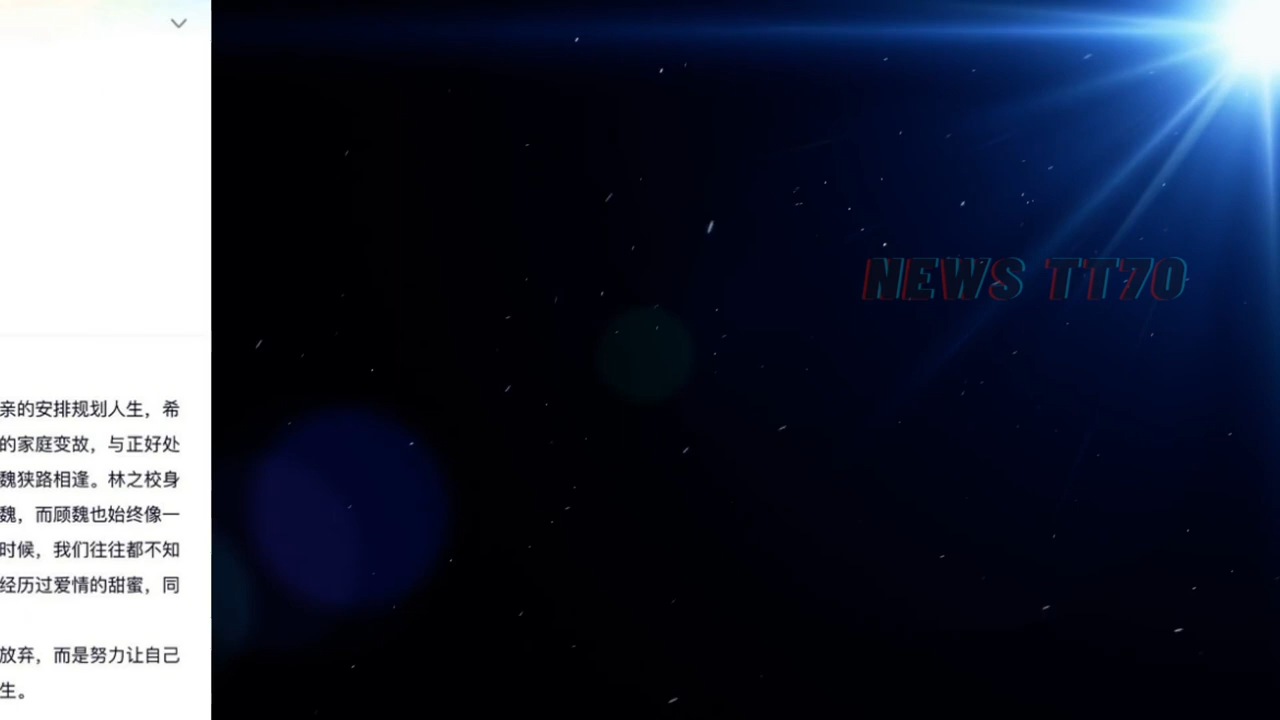 亲的安排规划人生，希
的家庭变故，与正好处
魏狭路相逢。林之校身
魏，而顾魏也始终像一
时候，我们往往都不知
经历过爱情的甜蜜，同
放弃，而是努力让自己
生。
NEWS TT70